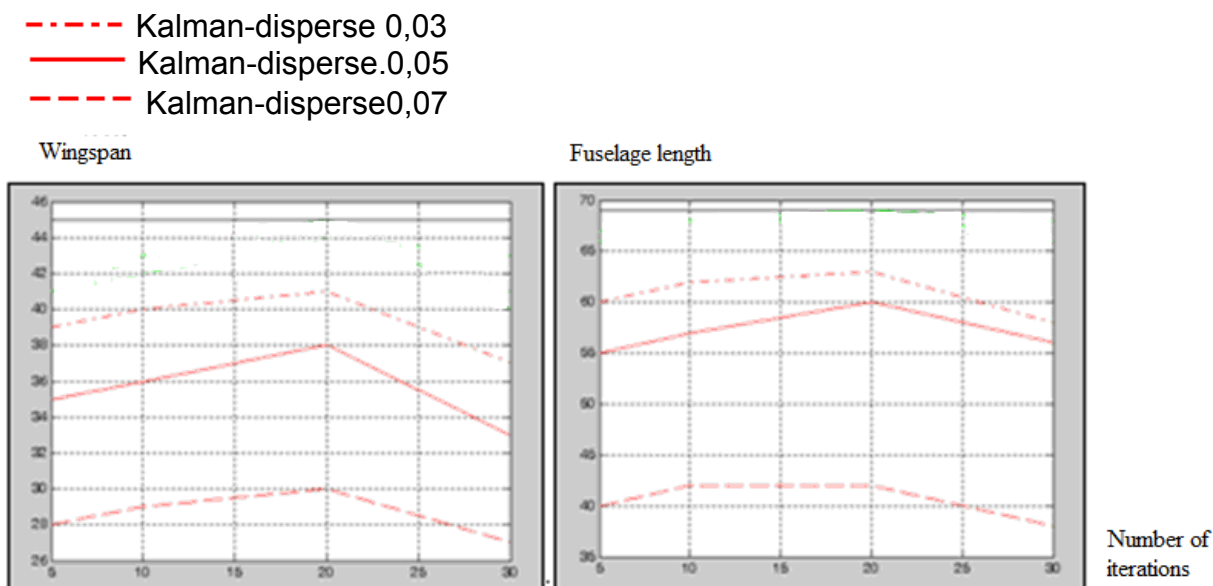 Kalman-disperse 0,03
Kalman-disperse.0,05
Kalman-disperse0,07
Wingspan
Fuselage length
46
44
42
40
38
36
34
32
30
28
26
5 10 15 20 25 30
70
65
60
55
50
45
40
35
5 10 15 20 25 30
Number of
iterations